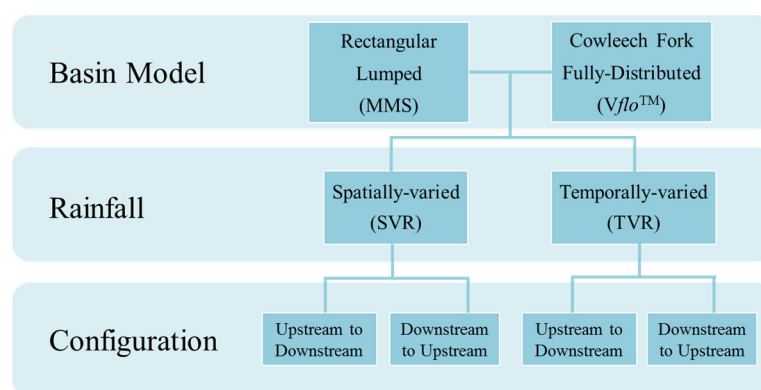 Basin Model
Rectangular
Lumped
(MMS)
Cowleech Fork
Fully-Distributed
(Vflo™)
Rainfall
Spatially-varied
(SVR)
Temporally-varied
(TVR)
Configuration
Upstream to
Downstream
Downstream
to Upstream
Upstream to
Downstream
Downstream
to Upstream